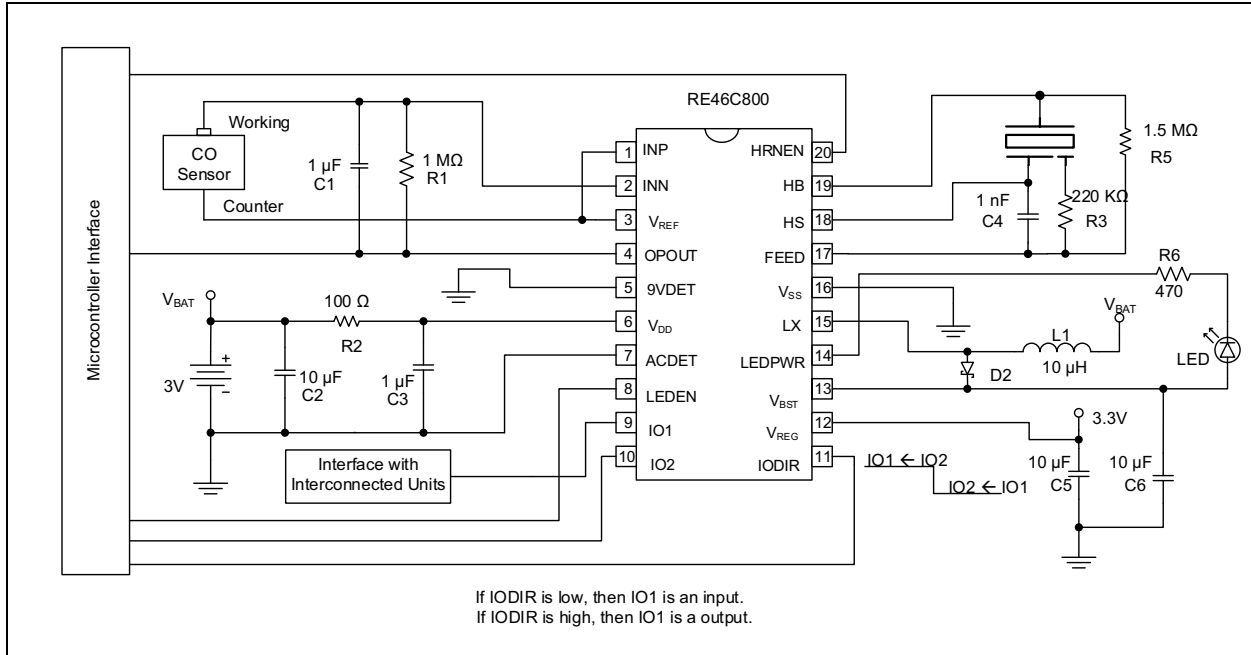 Microcontroller Interface
RE46C800
Working
CO
Sensor
Counter
1 µF
C1
1 MΩ
R1
1 INP
2 INN
3 VREF
4 OPOUT
5 9VDET
6 VDD
7 ACDET
8 LEDEN
9 IO1
10 IO2
HRNEN 20
HB 19
HS 18
FEED 17
VSS 16
LX 15
LEDPWR 14
VBST 13
VREG 12
IODIR 11
1.5 MΩ
R5
1 nF
C4
220 KΩ
R3
R6
470
VBAT
L1
10 µH
D2
LED
3.3V
10 µF
C5
10 µF
C6
VBAT
100 Ω
R2
+
–
3V
10 µF
C2
1 µF
C3
Interface with
Interconnected Units
IO1 ← IO2
IO2 ← IO1
If IODIR is low, then IO1 is an input.
If IODIR is high, then IO1 is a output.